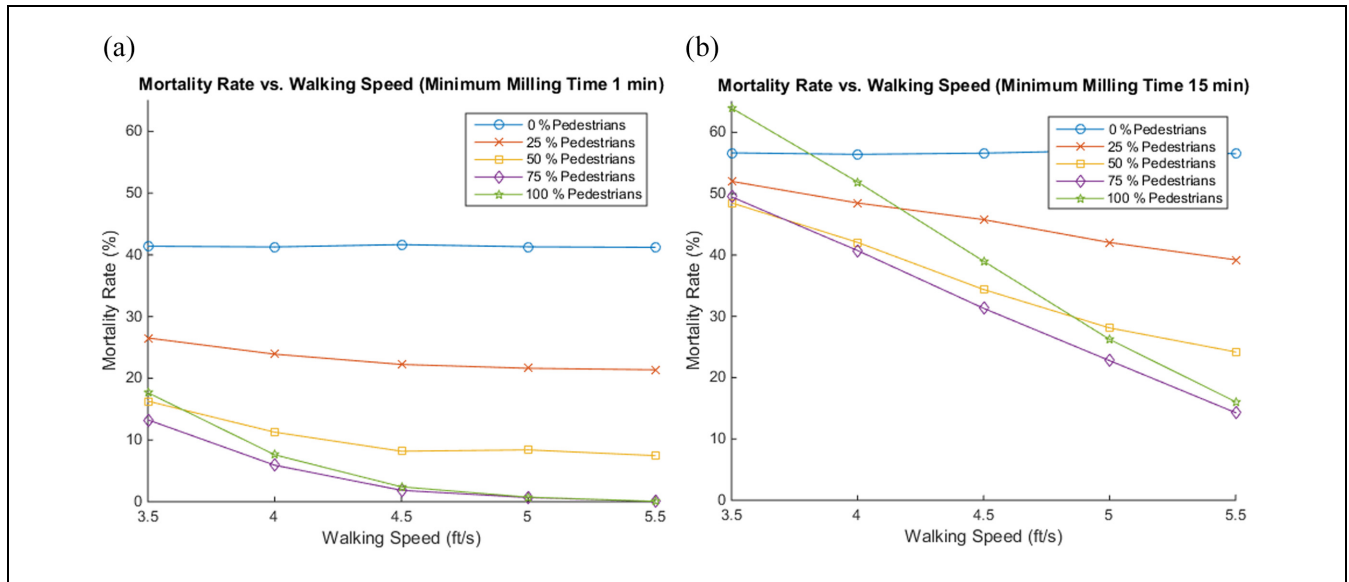 (a)
Mortality Rate vs. Walking Speed (Minimum Milling Time 1 min)
0 % Pedestrians
25 % Pedestrians
50 % Pedestrians
75 % Pedestrians
100 % Pedestrians
Mortality Rate (%)
60
50
40
30
20
10
0
3.5 4 4.5 5 5.5
Walking Speed (ft/s)
(b)
Mortality Rate vs. Walking Speed (Minimum Milling Time 15 min)
0 % Pedestrians
25 % Pedestrians
50 % Pedestrians
75 % Pedestrians
100 % Pedestrians
Mortality Rate (%)
60
50
40
30
20
10
0
3.5 4 4.5 5 5.5
Walking Speed (ft/s)